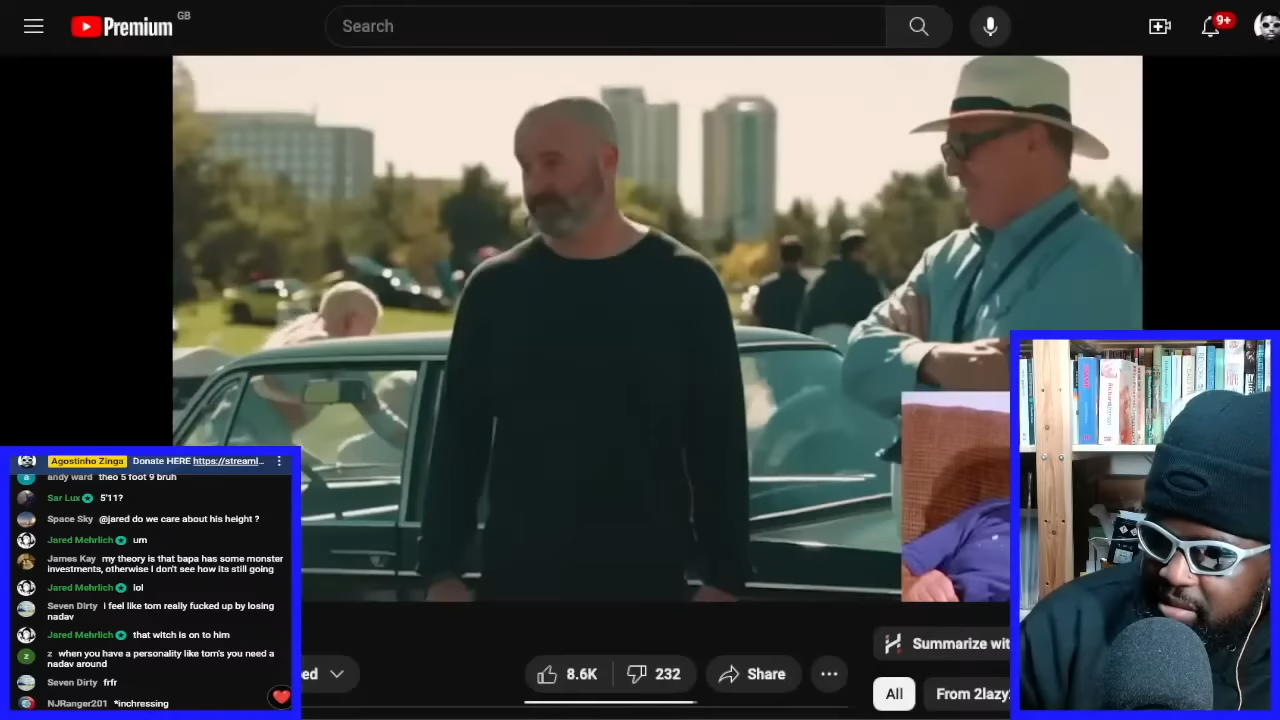 Premium
GB
Search
9+
Agostinho Zinga Donate HERE https://streaml...
andy ward theo 5 foot 9 bruh
Sar Lux 5'11?
Space Sky @jared do we care about his height ?
Jared Mehrlich um
James Kay my theory is that bapa has some monster
investments, otherwise I don't see how its still going
Jared Mehrlich lol
Seven Dirty i feel like tom really fucked up by losing
nadav
Jared Mehrlich that witch is on to him
z when you have a personality like tom's you need a
nadav around
Seven Dirty frfr
NJRanger201 *inchressing
ed
8.6K
232
Share
Summarize wit
All
From 2lazy